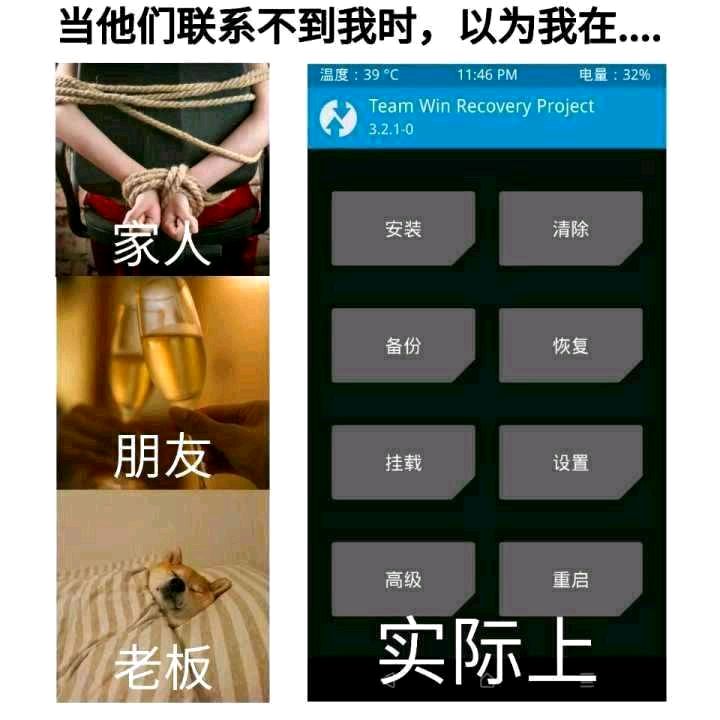 当他们联系不到我时，以为我在....
家人
朋友
老板
温度：39 °C 11:46 PM 电量：32%
Team Win Recovery Project
3.2.1-0
安装 清除
备份 恢复
挂载 设置
高级 重启
实际上